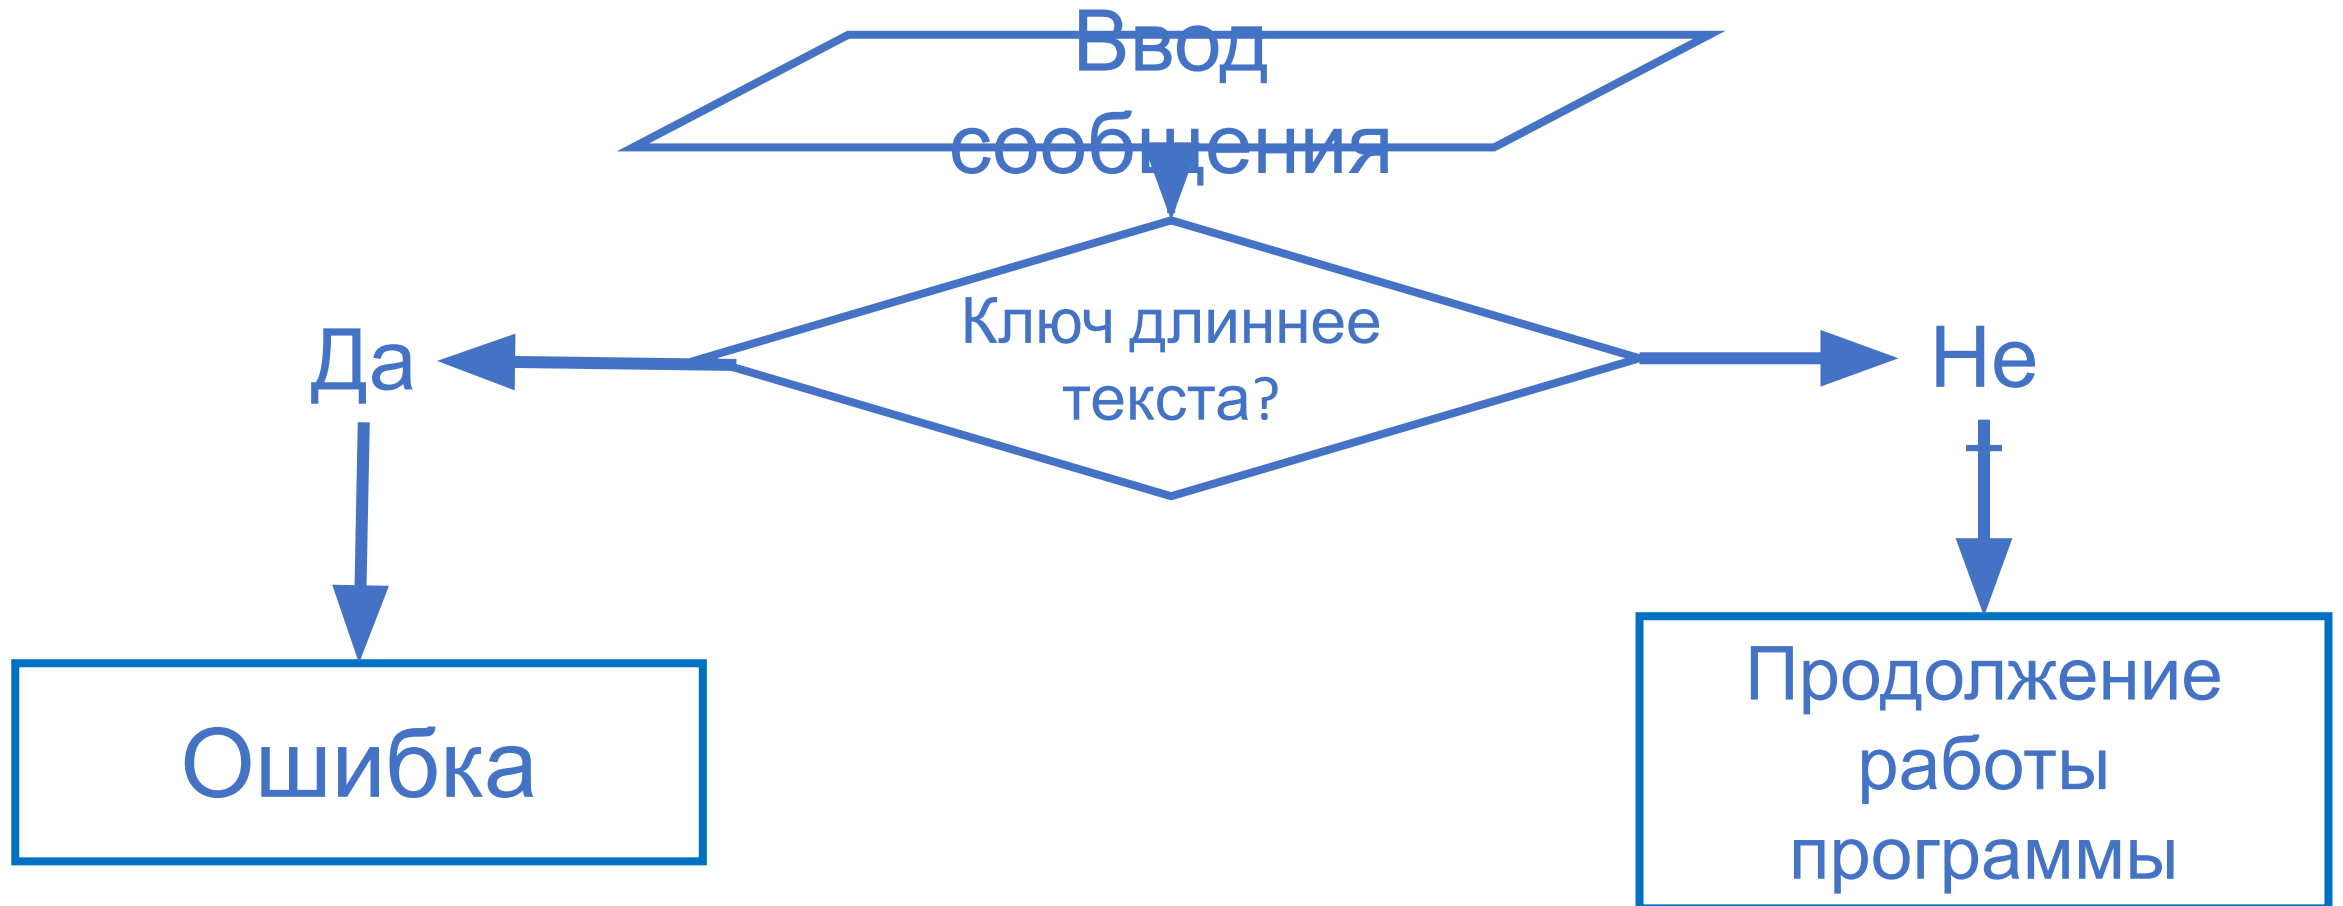 Ввод
сообщения
Ключ длиннее
текста?
Да
Не
т
Ошибка
Продолжение
работы
программы